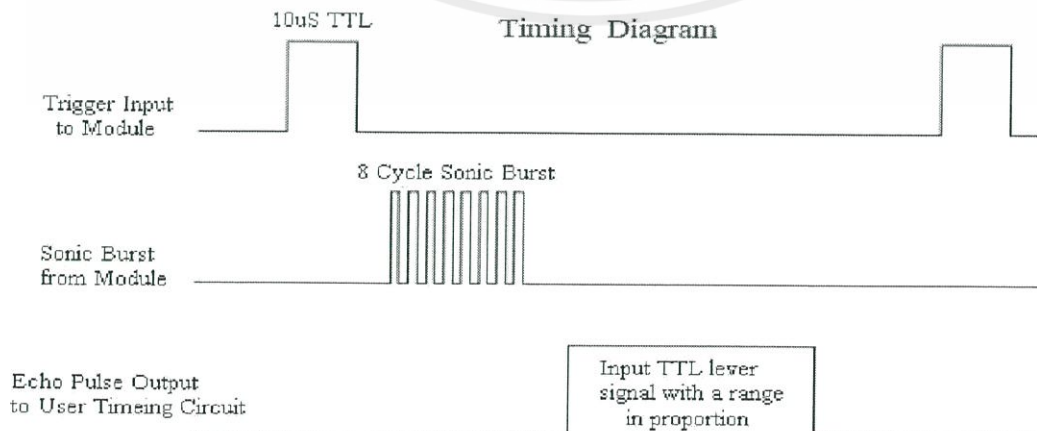 10uS TTL
Timing Diagram
Trigger Input
to Module
8 Cycle Sonic Burst
Sonic Burst
from Module
Echo Pulse Output
to User Timeing Circuit
Input TTL lever
signal with a range
in proportion